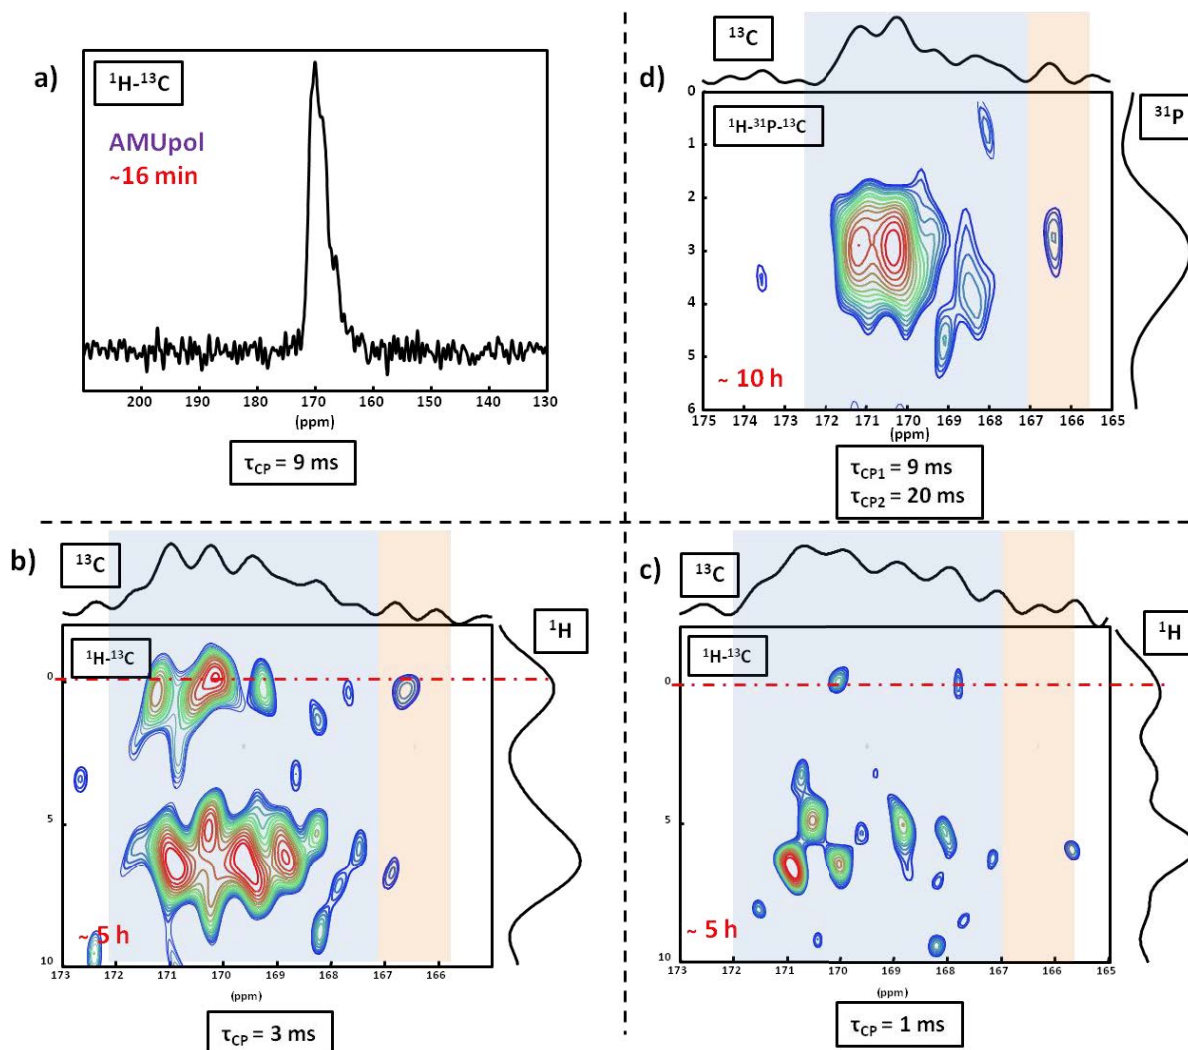 a)
¹H-¹³C
AMUpol
~16 min
200 190 180 170 160 150 140 130
(ppm)
τCP = 9 ms
d)
¹³C
³¹P
¹H-³¹P-¹³C
0
1
2
3
4
5
6
~ 10 h
175 174 173 172 171 170 169 168 167 166 165
(ppm)
τCP1 = 9 ms
τCP2 = 20 ms
b)
¹³C
¹H
¹H-¹³C
0
5
10
~ 5 h
173 172 171 170 169 168 167 166
(ppm)
τCP = 3 ms
c)
¹³C
¹H
¹H-¹³C
0
5
10
~ 5 h
173 172 171 170 169 168 167 166 165
(ppm)
τCP = 1 ms